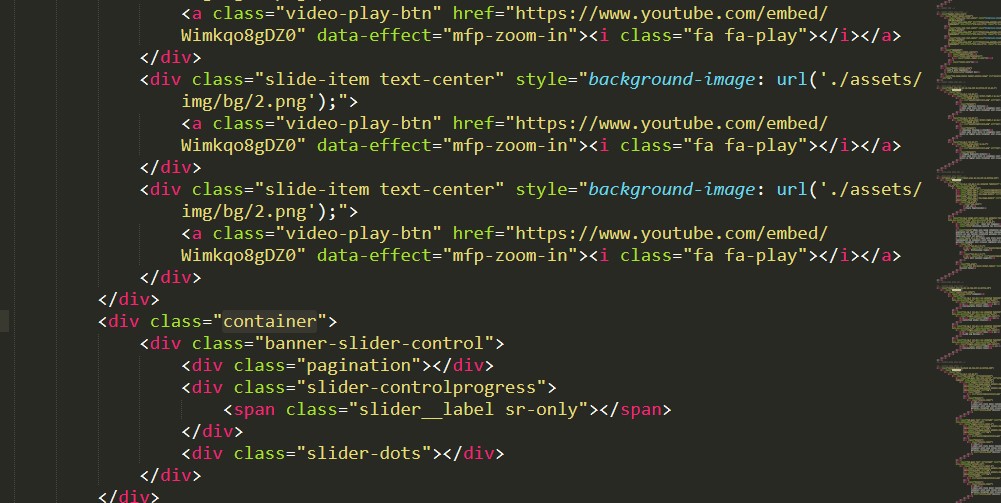 <a class="video-play-btn" href="https://www.youtube.com/embed/
Wimkqo8gDZ0" data-effect="mfp-zoom-in"><i class="fa fa-play"></i></a>
</div>
<div class="slide-item text-center" style="background-image: url('./assets/
img/bg/2.png');">
<a class="video-play-btn" href="https://www.youtube.com/embed/
Wimkqo8gDZ0" data-effect="mfp-zoom-in"><i class="fa fa-play"></i></a>
</div>
<div class="slide-item text-center" style="background-image: url('./assets/
img/bg/2.png');">
<a class="video-play-btn" href="https://www.youtube.com/embed/
Wimkqo8gDZ0" data-effect="mfp-zoom-in"><i class="fa fa-play"></i></a>
</div>
</div>
<div class="container">
<div class="banner-slider-control">
<div class="pagination"></div>
<div class="slider-controlprogress">
<span class="slider__label sr-only"></span>
</div>
<div class="slider-dots"></div>
</div>
</div>